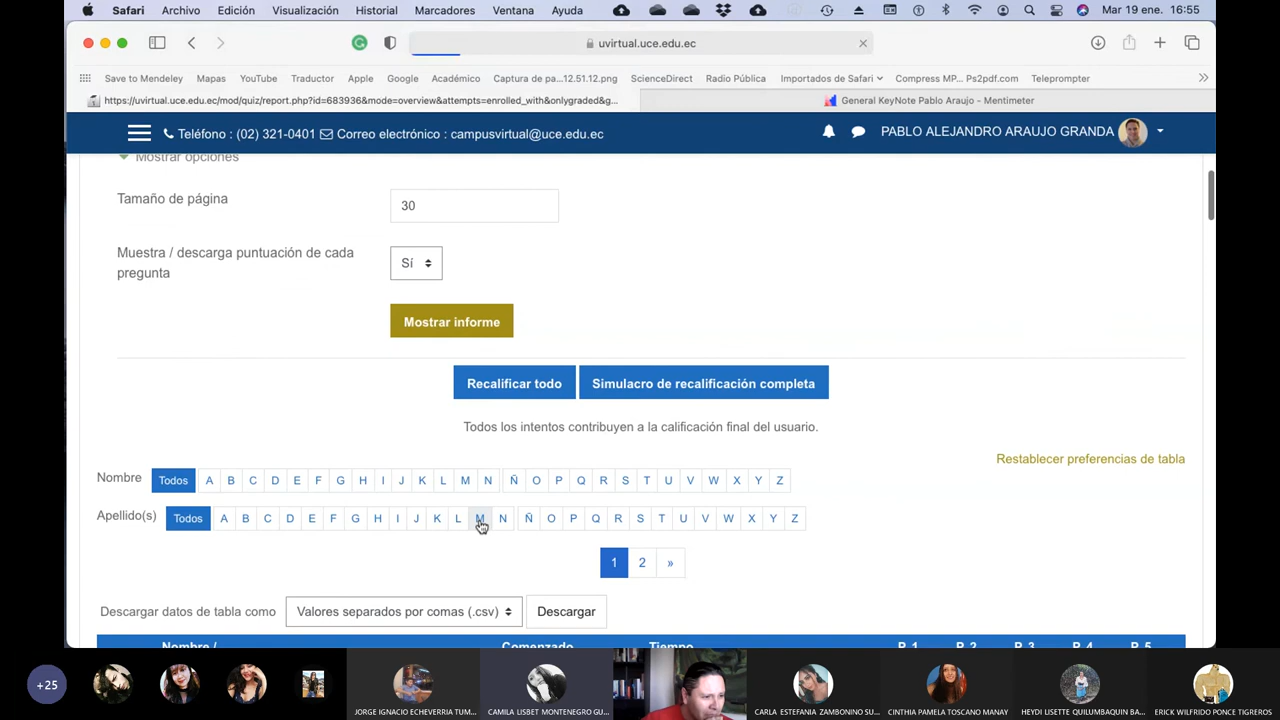 Safari Archivo Edición Visualización Historial Marcadores Ventana Ayuda Mar 19 ene. 16:55
uvirtual.uce.edu.ec
Save to Mendeley Mapas YouTube Traductor Apple Google Académico Captura de pa...12.51.12.png ScienceDirect Radio Pública Importados de Safari Compress MP... Ps2pdf.com Teleprompter
https://uvirtual.uce.edu.ec/mod/quiz/report.php?id=683936&mode=overview&attempts=enrolled_with&onlygraded&g... General KeyNote Pablo Araujo - Mentimeter
Teléfono : (02) 321-0401 Correo electrónico : campusvirtual@uce.edu.ec PABLO ALEJANDRO ARAUJO GRANDA
Mostrar opciones
Tamaño de página 30
Muestra / descarga puntuación de cada
pregunta Sí
Mostrar informe
Recalificar todo Simulacro de recalificación completa
Todos los intentos contribuyen a la calificación final del usuario.
Restablecer preferencias de tabla
Nombre Todos A B C D E F G H I J K L M N Ñ O P Q R S T U V W X Y Z
Apellido(s) Todos A B C D E F G H I J K L M N Ñ O P Q R S T U V W X Y Z
1 2 »
Descargar datos de tabla como Valores separados por comas (.csv) Descargar
Nombre / Comenzado Tiempo P. 1 P. 2 P. 3 P. 4 P. 5
+25
JORGE IGNACIO ECHEVERRIA TUM... CAMILA LISBET MONTENEGRO GU... CARLA ESTEFANIA ZAMBONINO SU... CINTHIA PAMELA TOSCANO MANAY HEYDI LISETTE QUILUMBAQUIN BA... ERICK WILFRIDO PONCE TIGREROS